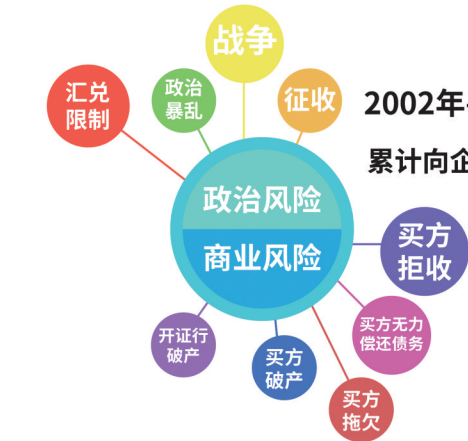 战争
汇兑
限制
政治
暴乱
征收
2002年
累计向企
政治风险
商业风险
买方
拒收
开证行
破产
买方
破产
买方无力
偿还债务
买方
拖欠